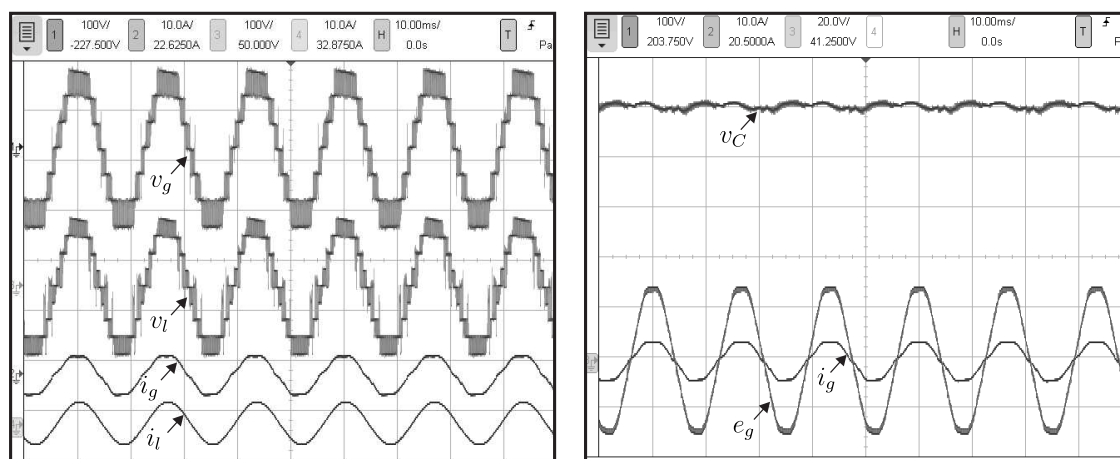 1 100V/ -227.500V 2 10.0A/ 22.6250A 3 100V/ 50.000V 4 10.0A/ 32.8750A H 10.00ms/ 0.0s T Pa
v_g
v_l
i_g
i_l
1 100V/ 203.750V 2 10.0A/ 20.5000A 3 20.0V/ 41.2500V 4 H 10.00ms/ 0.0s T
v_C
i_g
e_g